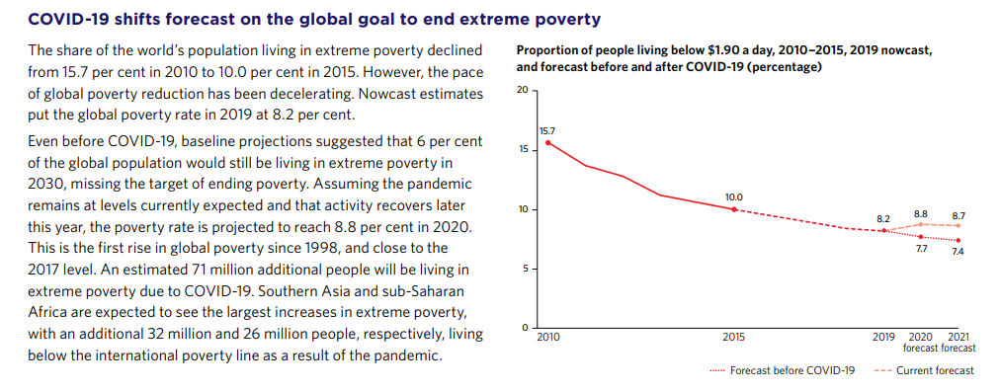 COVID-19 shifts forecast on the global goal to end extreme poverty
The share of the world's population living in extreme poverty declined
from 15.7 per cent in 2010 to 10.0 per cent in 2015. However, the pace
of global poverty reduction has been decelerating. Nowcast estimates
put the global poverty rate in 2019 at 8.2 per cent.
Even before COVID-19, baseline projections suggested that 6 per cent
of the global population would still be living in extreme poverty in
2030, missing the target of ending poverty. Assuming the pandemic
remains at levels currently expected and that activity recovers later
this year, the poverty rate is projected to reach 8.8 per cent in 2020.
This is the first rise in global poverty since 1998, and close to the
2017 level. An estimated 71 million additional people will be living in
extreme poverty due to COVID-19. Southern Asia and sub-Saharan
Africa are expected to see the largest increases in extreme poverty,
with an additional 32 million and 26 million people, respectively, living
below the international poverty line as a result of the pandemic.
Proportion of people living below $1.90 a day, 2010–2015, 2019 nowcast,
and forecast before and after COVID-19 (percentage)
20
15.7
15
10.0
10
8.2
8.8
8.7
7.7
7.4
5
0
2010
2015
2019
2020
2021
forecast forecast
Forecast before COVID-19
Current forecast